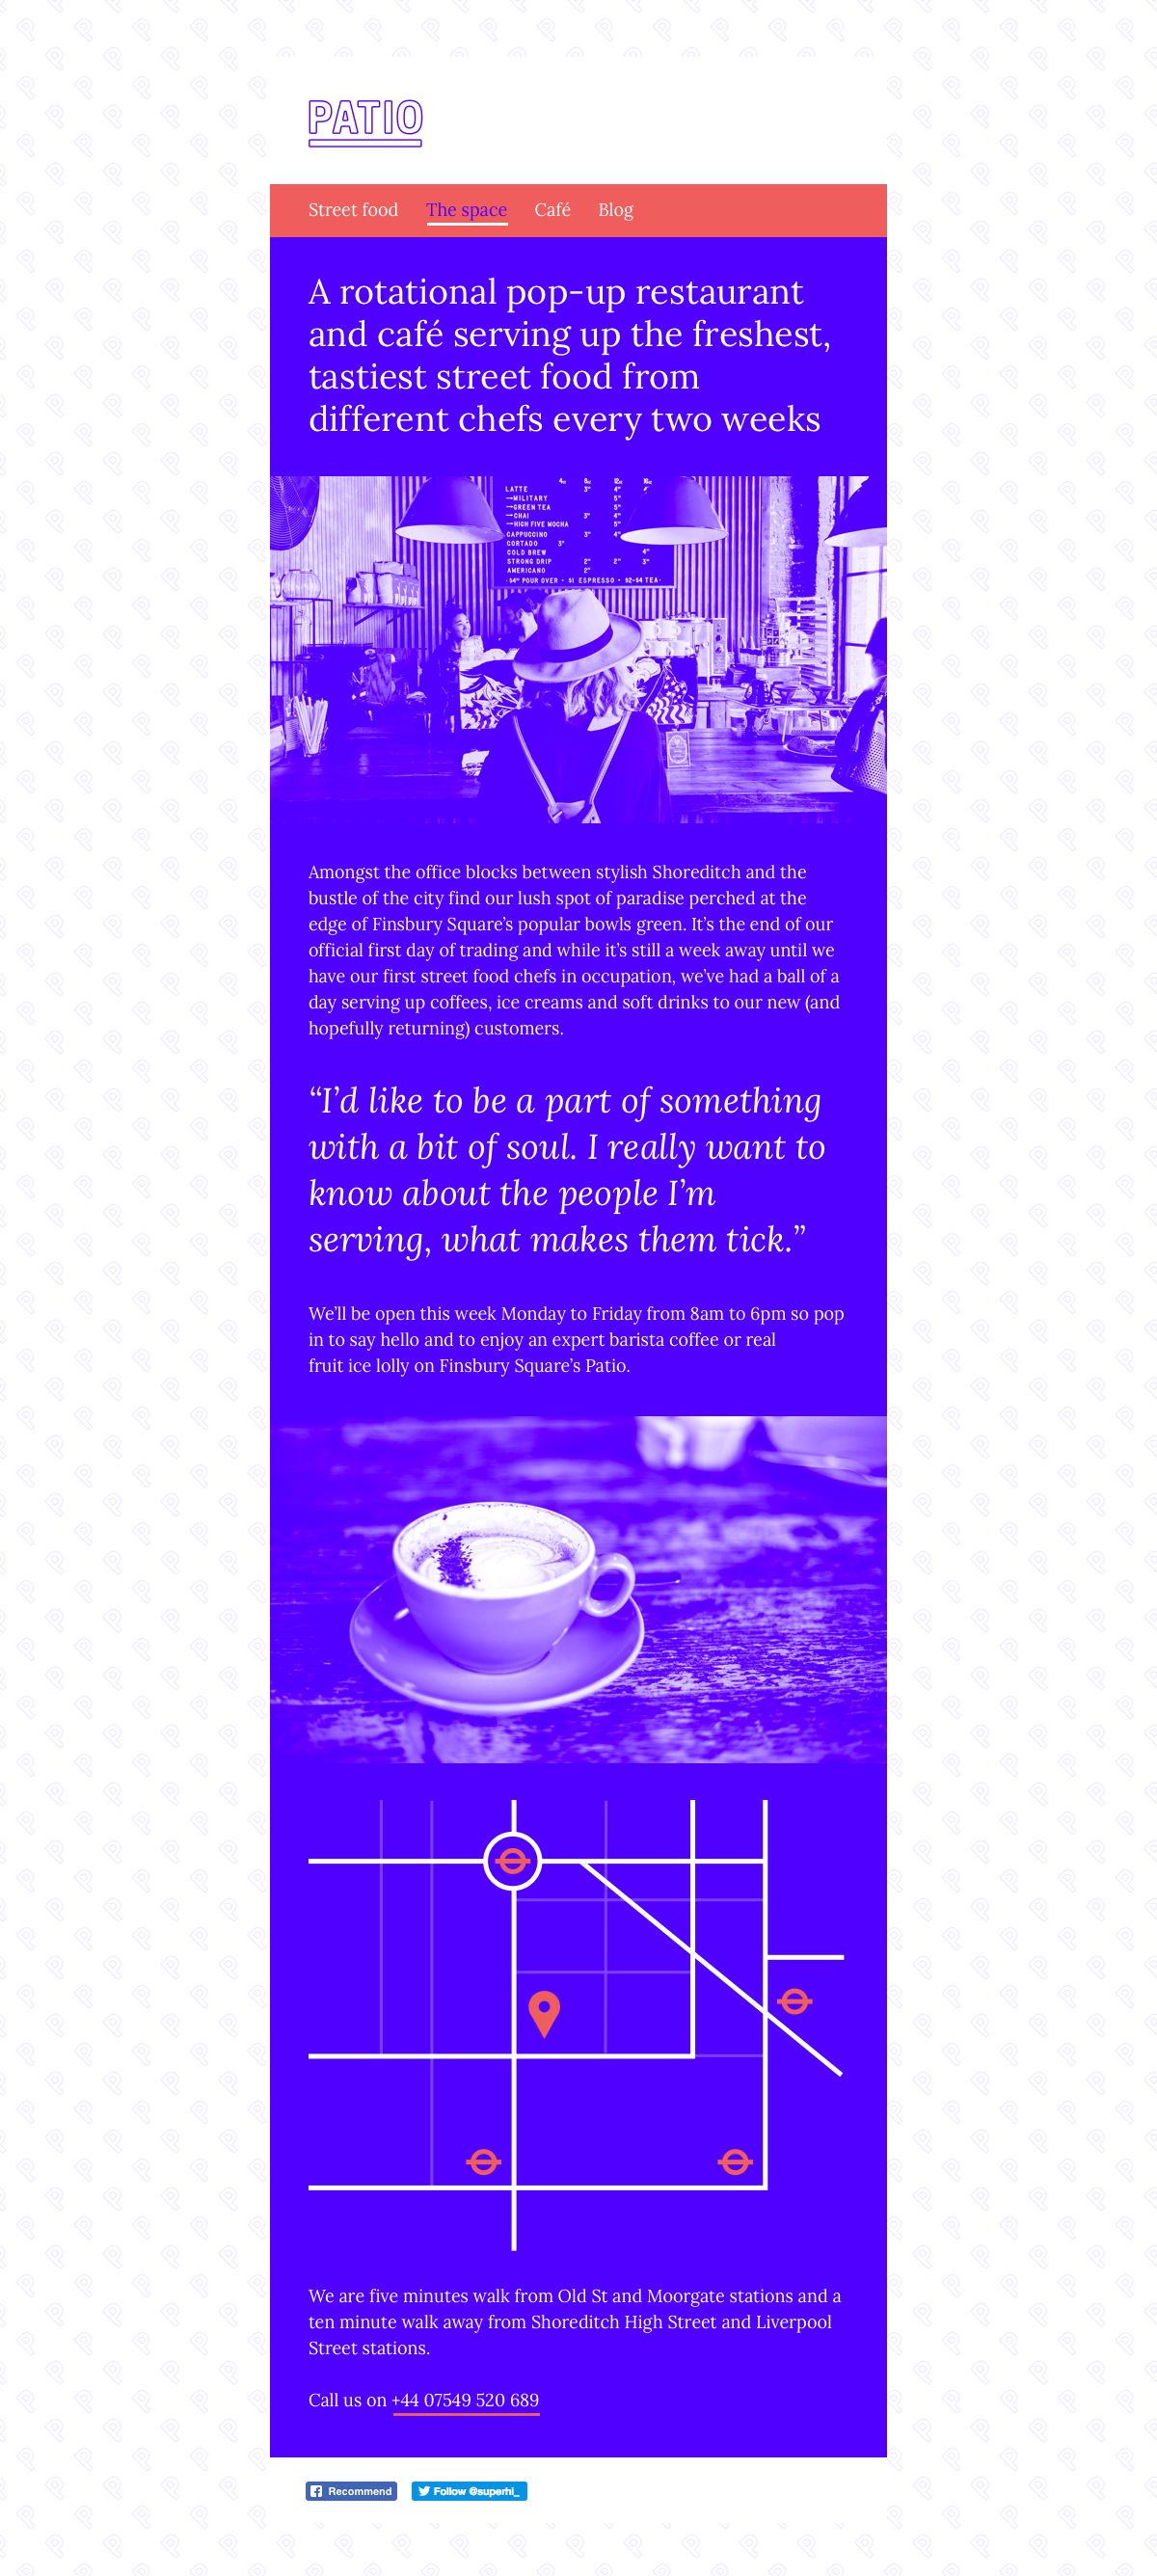 PATIO
Street food The space Café Blog
A rotational pop-up restaurant
and café serving up the freshest,
tastiest street food from
different chefs every two weeks
LATTE
MILITARY
GREEN TEA
CHAI
HIGH FIVE MOCHA
CAPPUCCINO
CORTADO
COLD BREW
STRONG DRIP
AMERICANO
POUR OVER • $1 ESPRESSO • $2-$4 TEA
Amongst the office blocks between stylish Shoreditch and the
bustle of the city find our lush spot of paradise perched at the
edge of Finsbury Square’s popular bowls green. It’s the end of our
official first day of trading and while it’s still a week away until we
have our first street food chefs in occupation, we’ve had a ball of a
day serving up coffees, ice creams and soft drinks to our new (and
hopefully returning) customers.
“I’d like to be a part of something
with a bit of soul. I really want to
know about the people I’m
serving, what makes them tick.”
We’ll be open this week Monday to Friday from 8am to 6pm so pop
in to say hello and to enjoy an expert barista coffee or real
fruit ice lolly on Finsbury Square’s Patio.
We are five minutes walk from Old St and Moorgate stations and a
ten minute walk away from Shoreditch High Street and Liverpool
Street stations.
Call us on +44 07549 520 689
Recommend Follow @superhi_